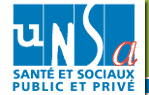 UNSa
SANTÉ ET SOCIAUX
PUBLIC ET PRIVÉ